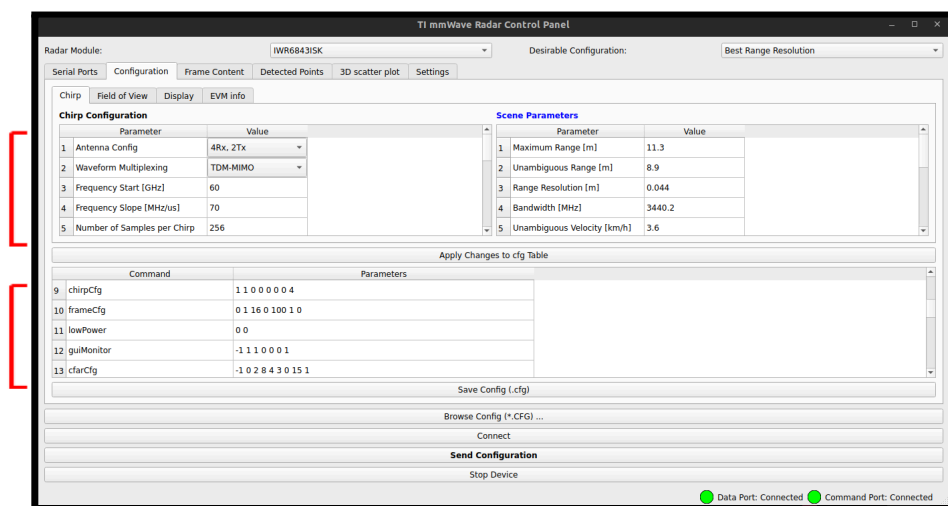 TI mmWave Radar Control Panel
Radar Module: IWR6843ISK Desirable Configuration: Best Range Resolution
Serial Ports Configuration Frame Content Detected Points 3D scatter plot Settings
Chirp Field of View Display EVM info
Chirp Configuration Scene Parameters
Parameter Value Parameter Value
1 Antenna Config 4Rx, 2Tx 1 Maximum Range [m] 11.3
2 Waveform Multiplexing TDM-MIMO 2 Unambiguous Range [m] 8.9
3 Frequency Start [GHz] 60 3 Range Resolution [m] 0.044
4 Frequency Slope [MHz/us] 70 4 Bandwidth [MHz] 3440.2
5 Number of Samples per Chirp 256 5 Unambiguous Velocity [km/h] 3.6
Apply Changes to cfg Table
Command Parameters
9 chirpCfg 1 1 0 0 0 0 0 4
10 frameCfg 0 1 16 0 100 1 0
11 lowPower 0 0
12 guiMonitor -1 1 1 0 0 0 1
13 cfarCfg -1 0 2 8 4 3 0 15 1
Save Config (.cfg)
Browse Config (*.CFG) ...
Connect
Send Configuration
Stop Device
Data Port: Connected Command Port: Connected